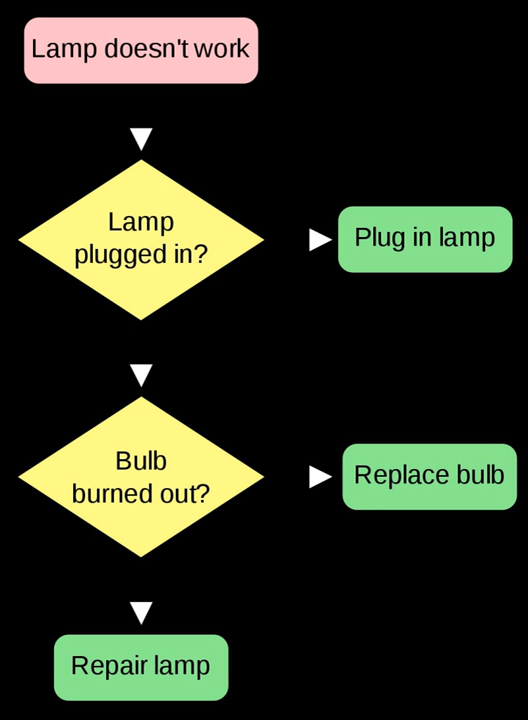 Lamp doesn't work
Lamp
plugged in?
Plug in lamp
Bulb
burned out?
Replace bulb
Repair lamp